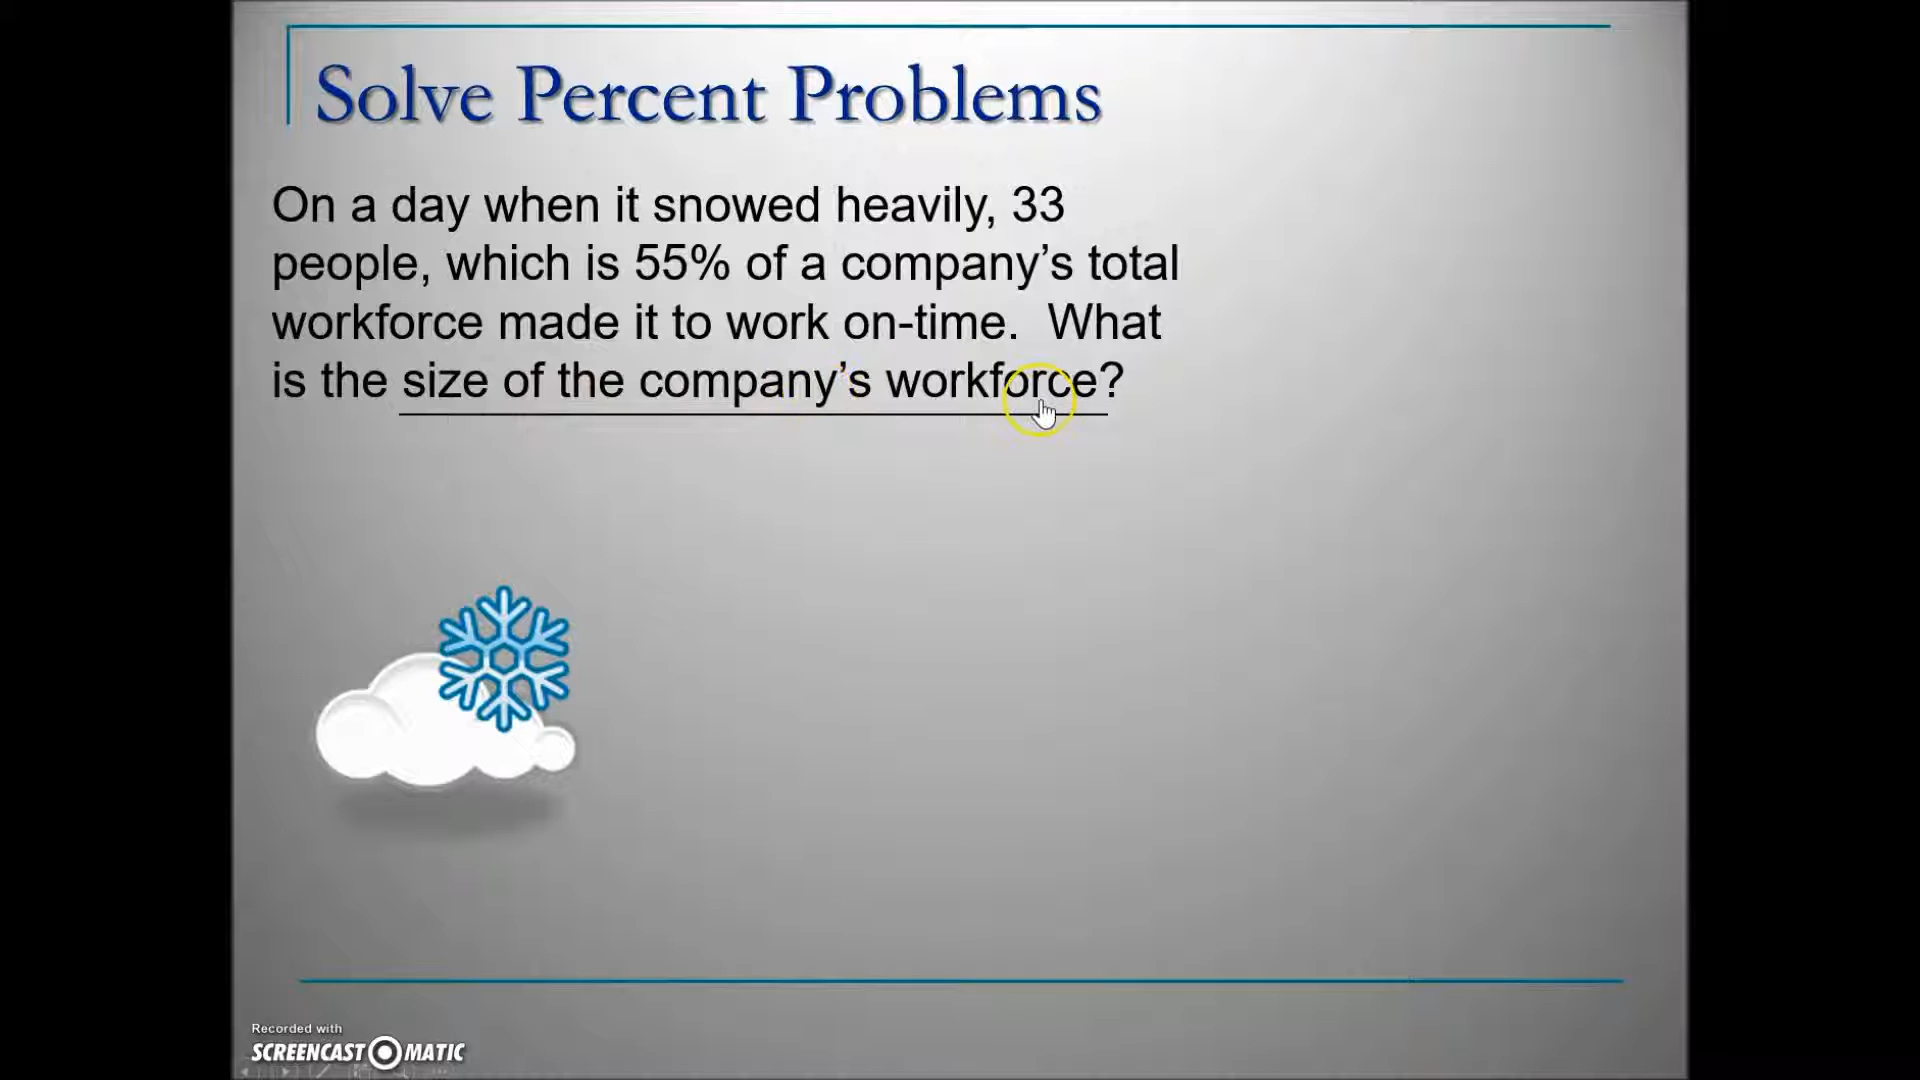 Solve Percent Problems
On a day when it snowed heavily, 33
people, which is 55% of a company’s total
workforce made it to work on-time.  What
is the size of the company’s workforce?
Recorded with
SCREENCAST MATIC